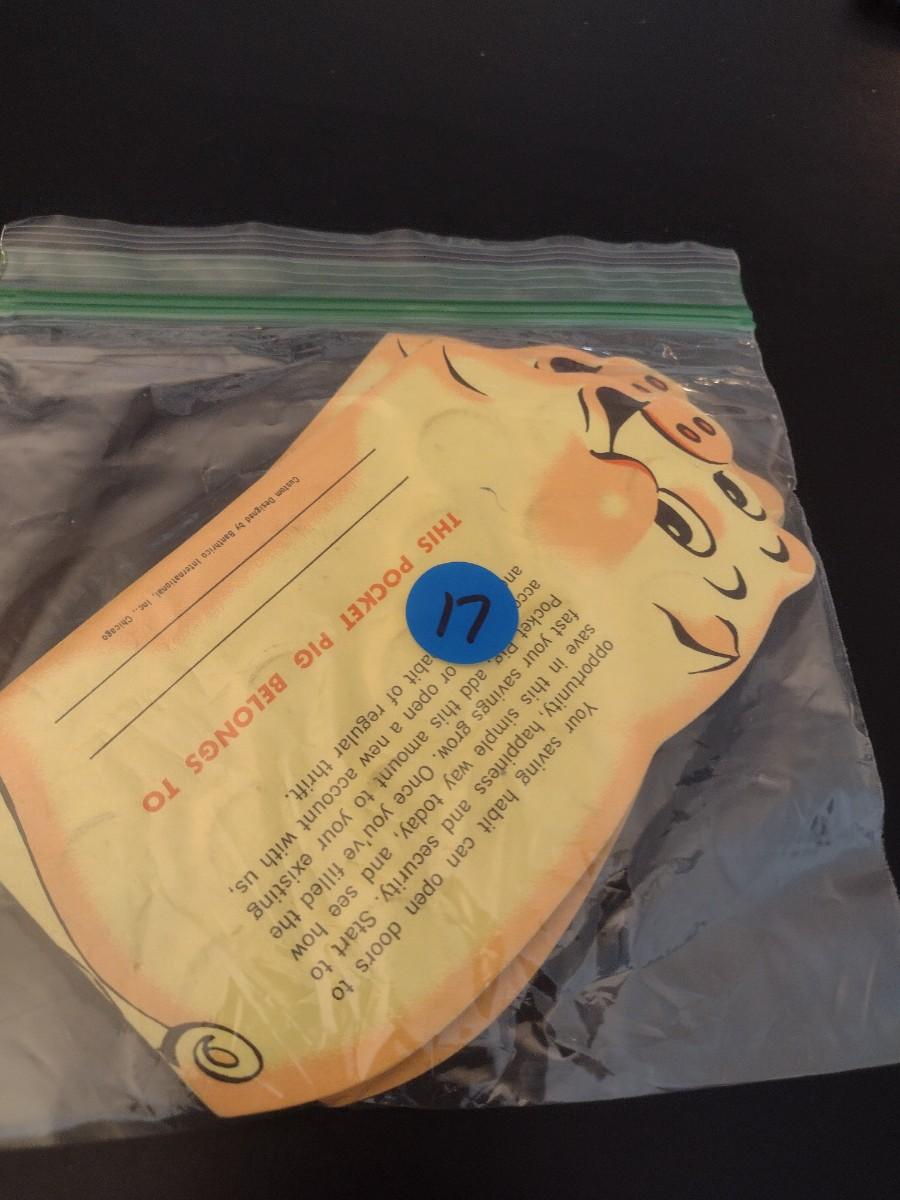 Your saving habit can open doors to
opportunity, happiness and security. Start to
save in this simple way today, and see how
fast your savings grow. Once you've filled the
Pocket Pig, add this amount to your existing
or open a new account with us,
of regular thrift.
17
THIS POCKET PIG BELONGS TO
Custom Designed by Banthrico International, Inc., Chicago